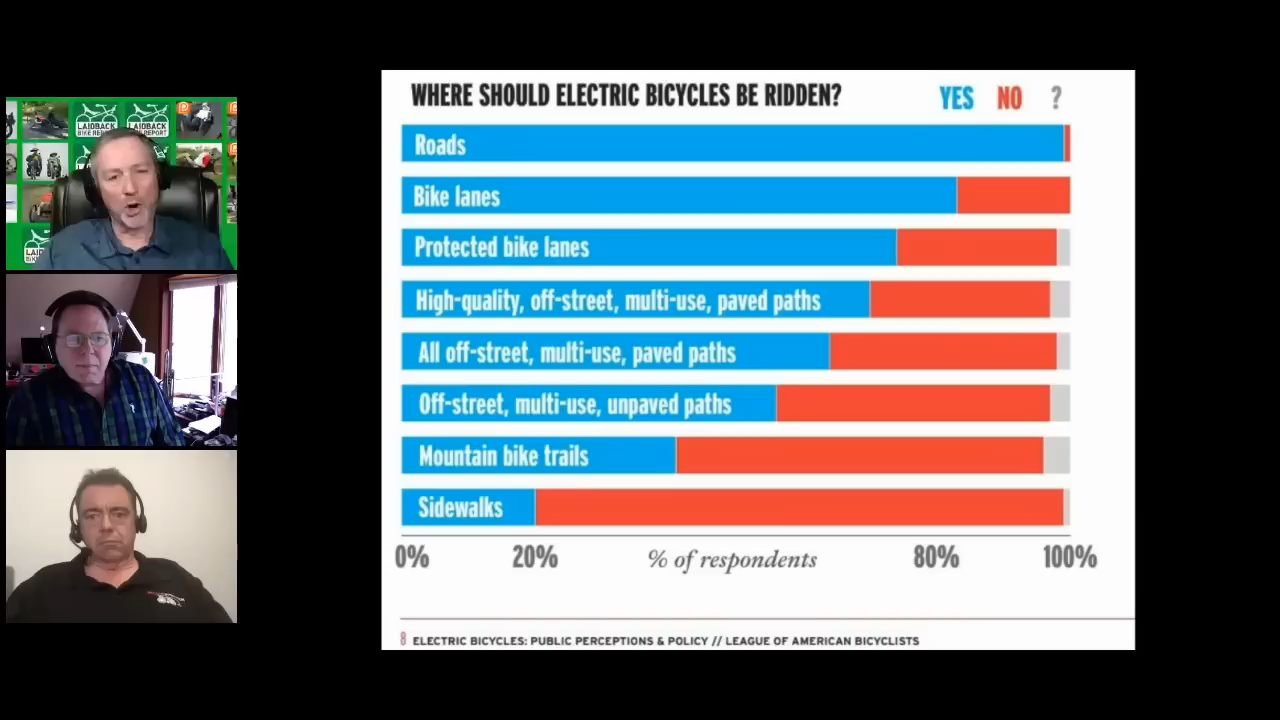 WHERE SHOULD ELECTRIC BICYCLES BE RIDDEN?
YES NO ?
Roads
Bike lanes
Protected bike lanes
High-quality, off-street, multi-use, paved paths
All off-street, multi-use, paved paths
Off-street, multi-use, unpaved paths
Mountain bike trails
Sidewalks
0% 20% % of respondents 80% 100%
8 ELECTRIC BICYCLES: PUBLIC PERCEPTIONS & POLICY // LEAGUE OF AMERICAN BICYCLISTS
LAIDBACK